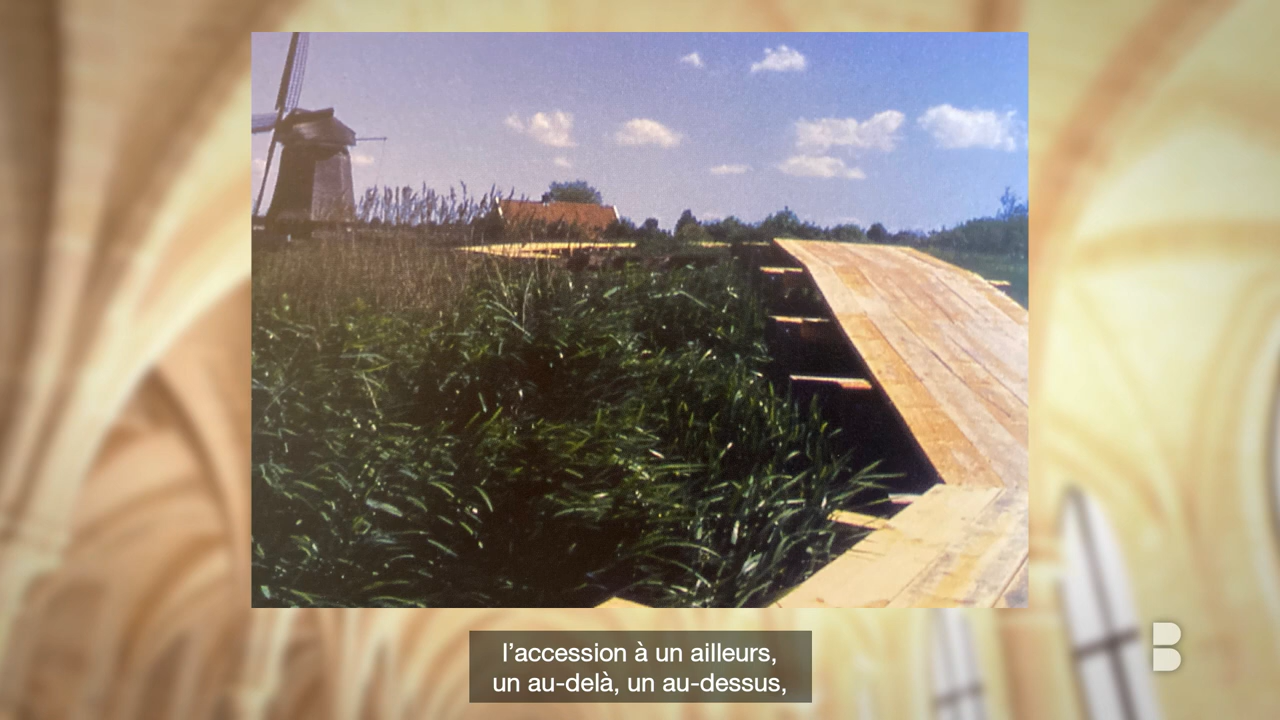 l’accession à un ailleurs,
un au-delà, un au-dessus,